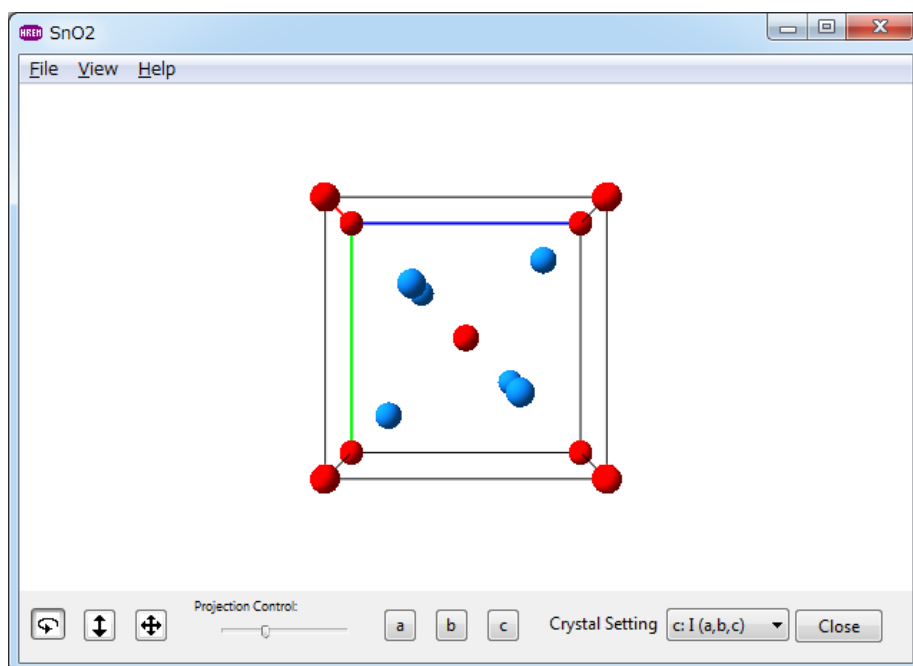 HREM SnO2
File View Help
Projection Control:
a b c Crystal Setting c: I (a,b,c) Close